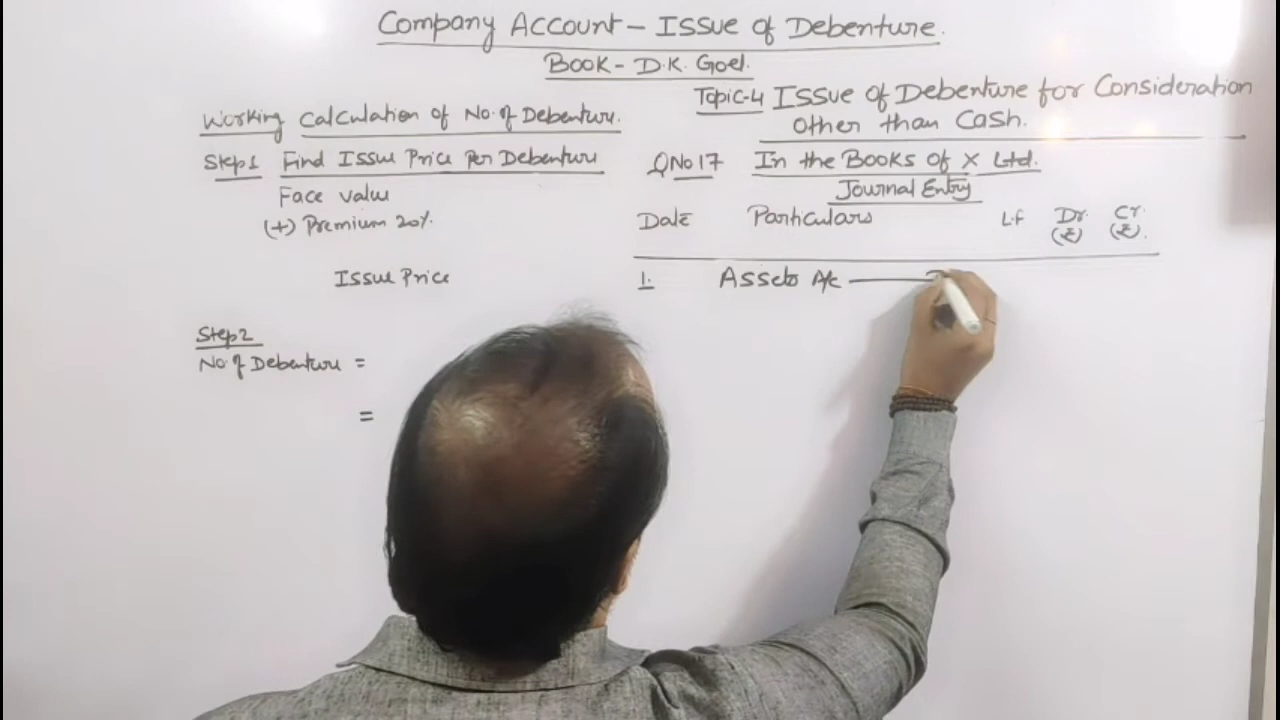 Company Account - Issue of Debenture.
Book - D.K. Goel.
Topic-4 Issue of Debenture for Consideration
Other than Cash.
Working Calculation of No. of Debenture.
Step1 Find Issue Price Per Debenture
Face value
(+) Premium 20%.
Issue Price
Step2
No. of Debenture =
=
QNo 17 In the Books of X Ltd.
Journal Entry
Date Particulars L.F Dr. (₹) Cr. (₹).
1. Assets A/c